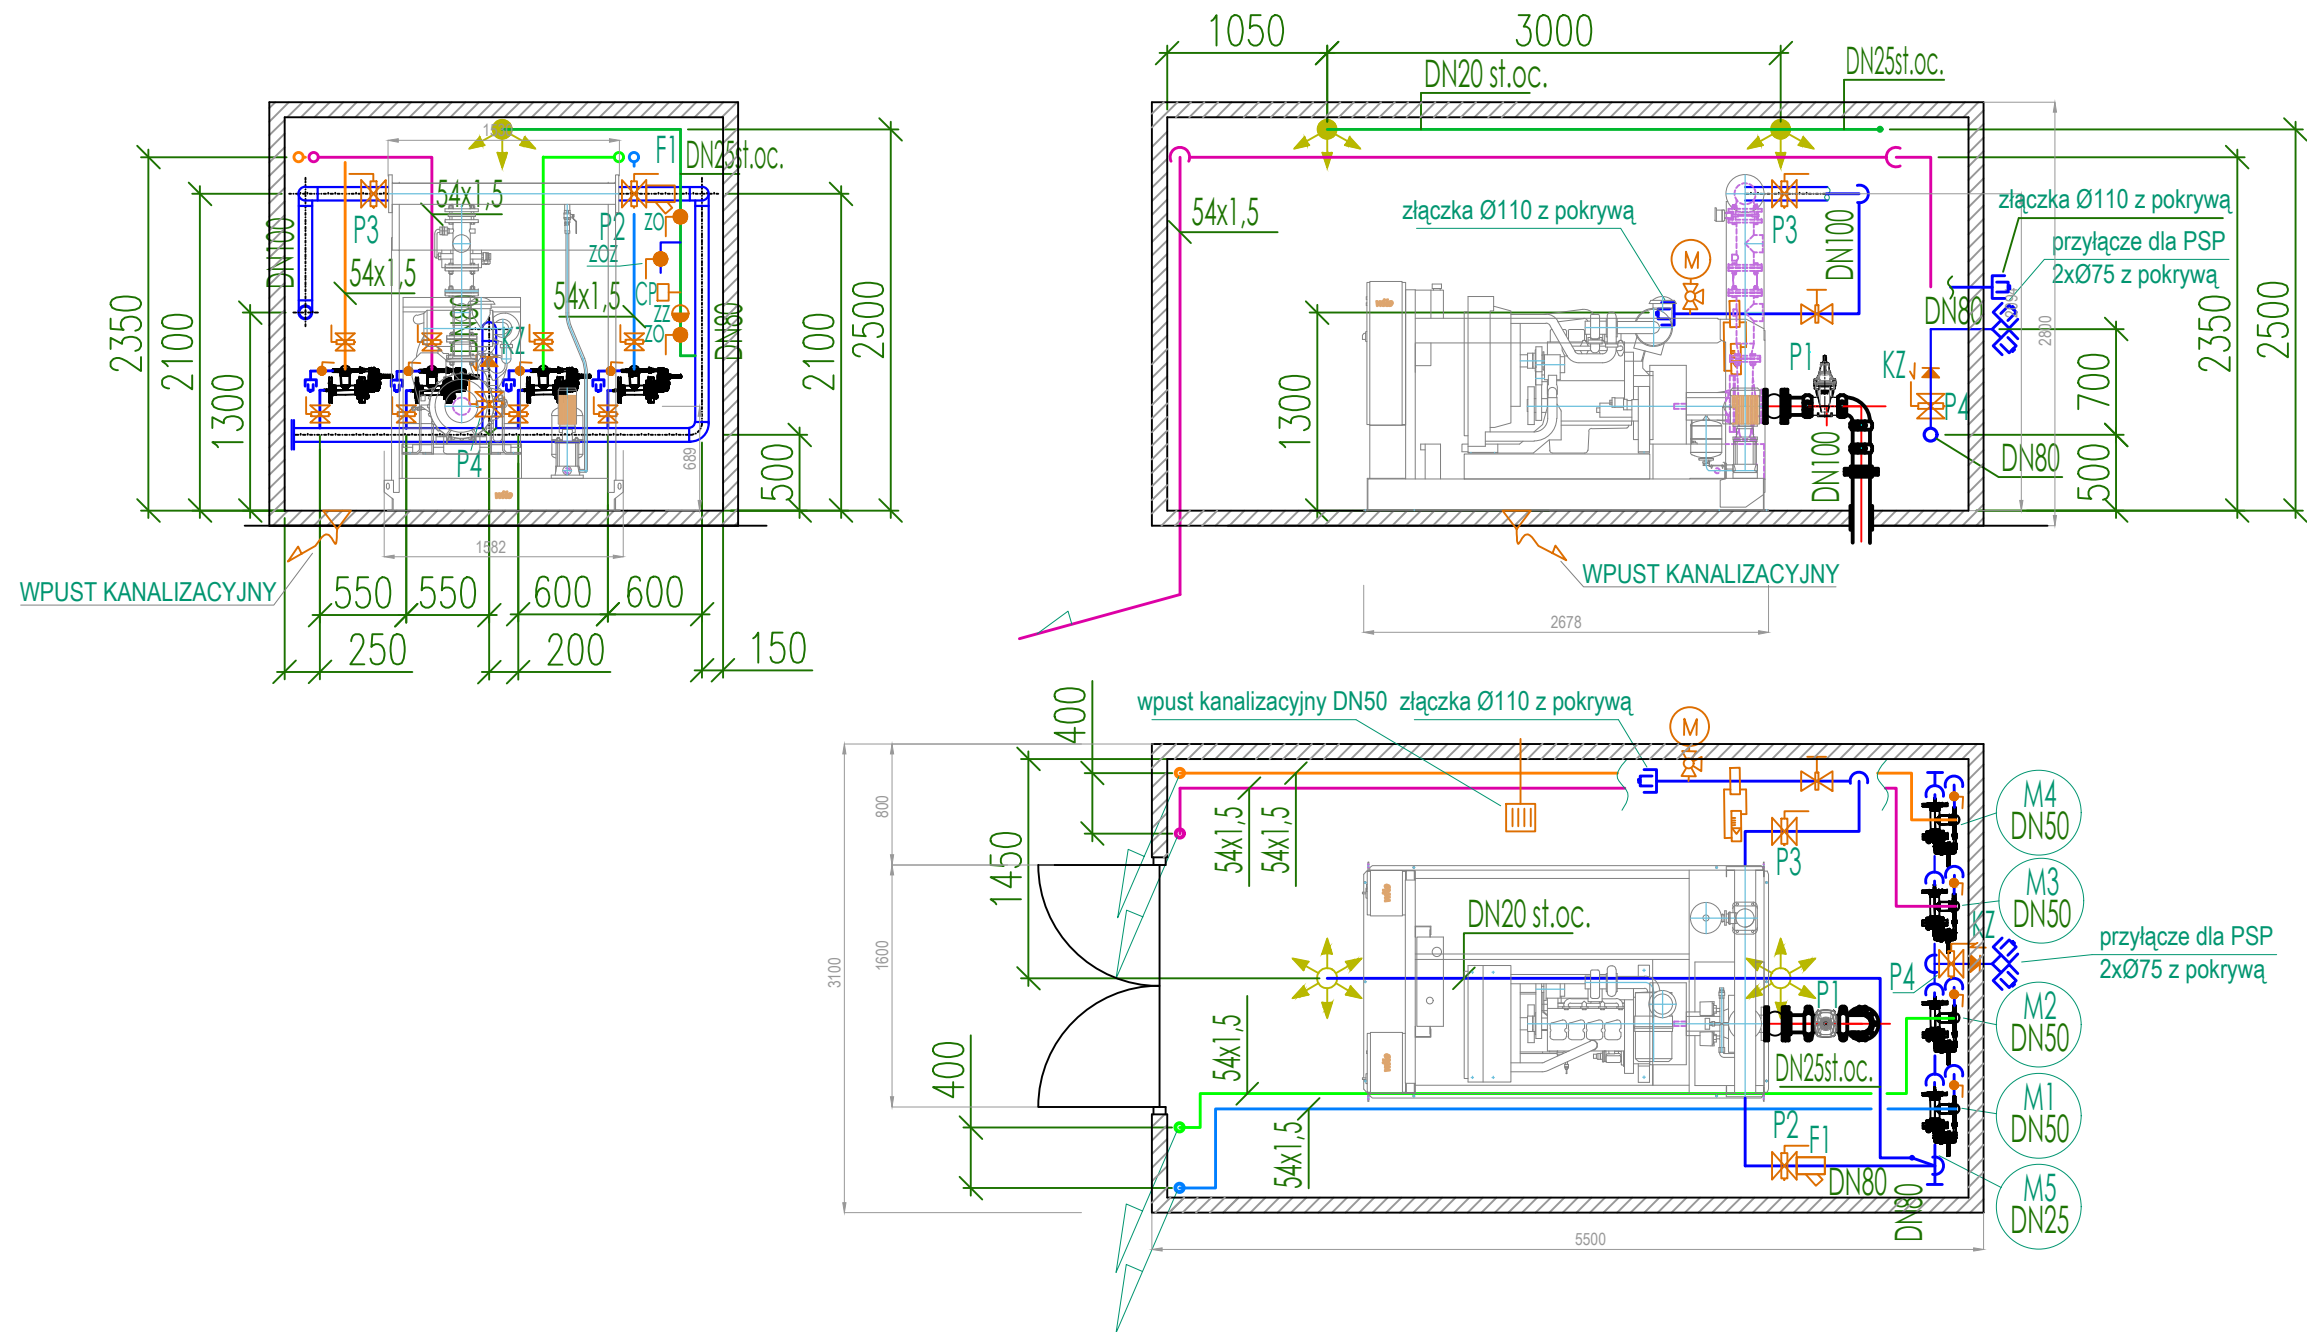 1050
3000
DN20 st.oc.
DN25st.oc.
F1
DN25st.oc.
54x1,5
P3
P2
ZO
ZOZ
DN100
54x1,5
54x1,5
CP
ZZ
ZO
KZ
DN80
P4
2350
2100
1300
689
500
2100
2500
1582
WPUST KANALIZACYJNY
550
550
600
600
250
200
150
54x1,5
złączka Ø110 z pokrywą
M
P3
DN100
złączka Ø110 z pokrywą
przyłącze dla PSP
2xØ75 z pokrywą
DN80
2800
P1
KZ
P4
1300
DN100
DN80
700
500
2350
2500
WPUST KANALIZACYJNY
2678
wpust kanalizacyjny DN50
złączka Ø110 z pokrywą
M
400
800
1450
1600
3100
400
54x1,5
54x1,5
P3
DN20 st.oc.
M4
DN50
M3
DN50
KZ
przyłącze dla PSP
2xØ75 z pokrywą
P4
P1
M2
DN50
54x1,5
DN25st.oc.
M1
DN50
54x1,5
P2
F1
DN80
DN80
M5
DN25
5500